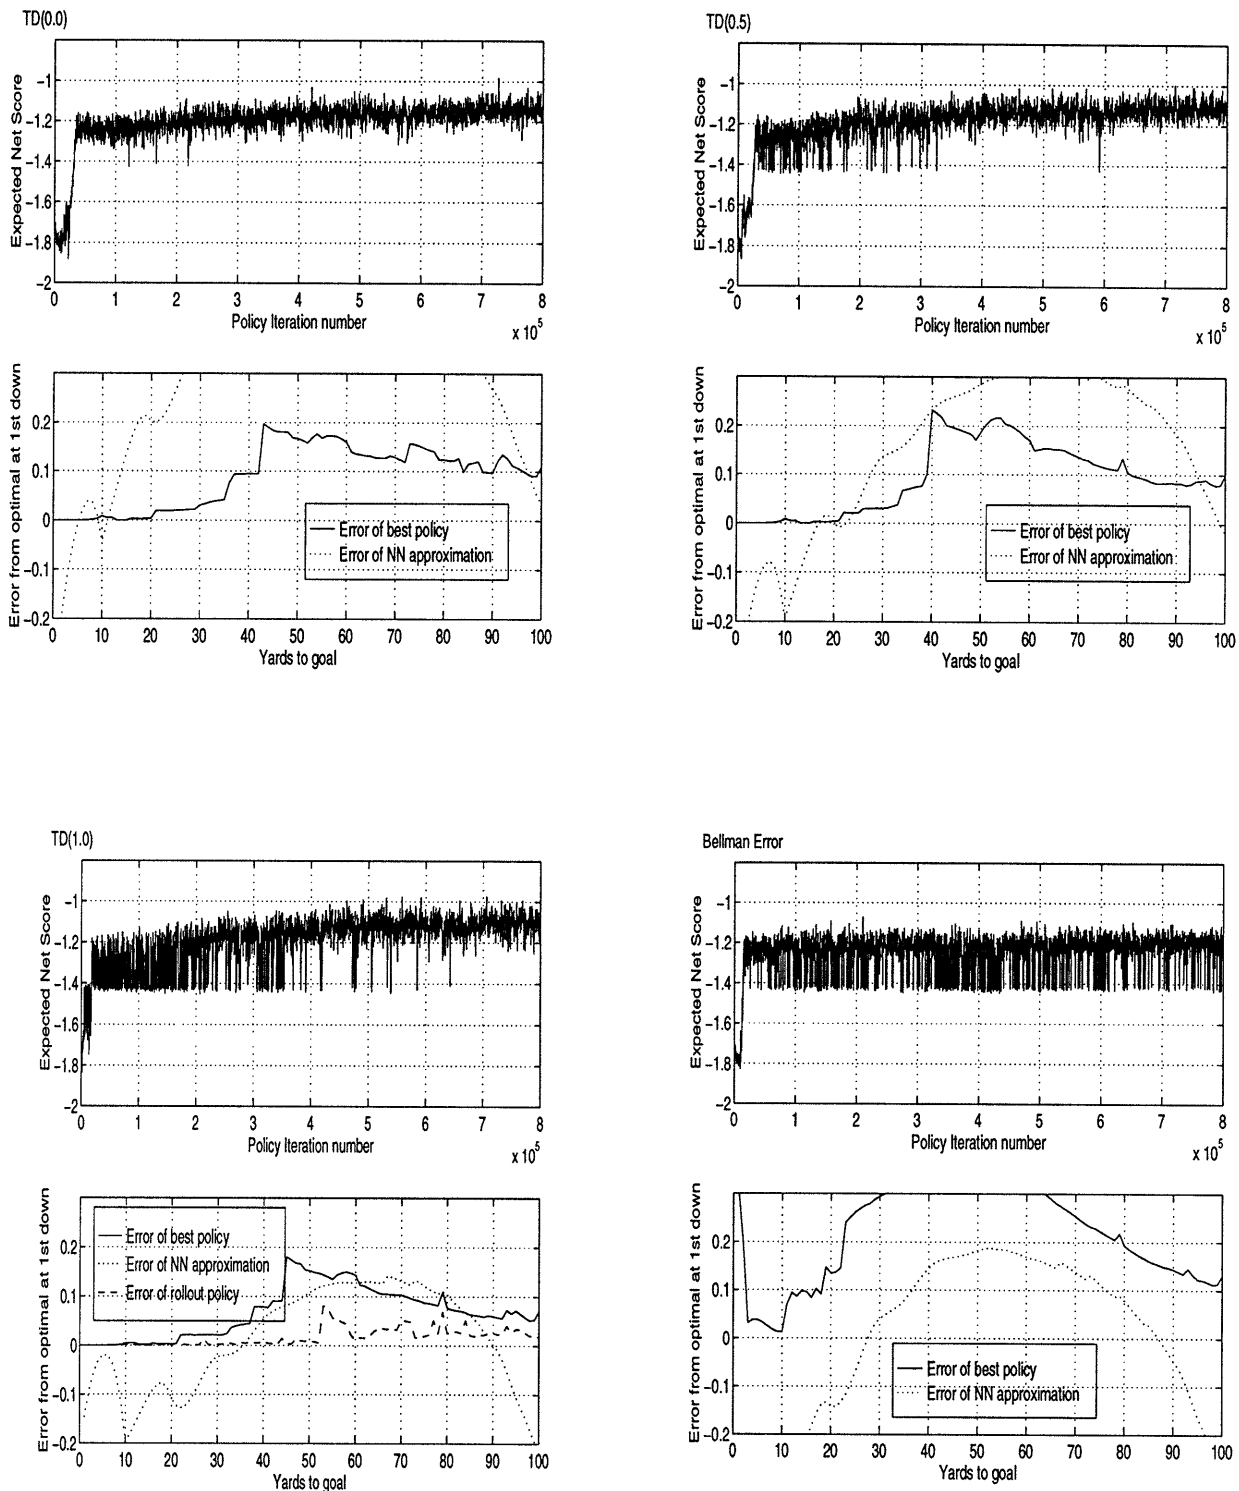 TD(0.0)
Expected Net Score
-1
-1.2
-1.4
-1.6
-1.8
-2
0 1 2 3 4 5 6 7 8
Policy Iteration number
x 10^5
Error from optimal at 1st down
0.2
0.1
0
-0.1
-0.2
Error of best policy
Error of NN approximation
0 10 20 30 40 50 60 70 80 90 100
Yards to goal
TD(0.5)
Expected Net Score
-1
-1.2
-1.4
-1.6
-1.8
-2
0 1 2 3 4 5 6 7 8
Policy Iteration number
x 10^5
Error from optimal at 1st down
0.2
0.1
0
-0.1
-0.2
Error of best policy
Error of NN approximation
0 10 20 30 40 50 60 70 80 90 100
Yards to goal
TD(1.0)
Expected Net Score
-1
-1.2
-1.4
-1.6
-1.8
-2
0 1 2 3 4 5 6 7 8
Policy Iteration number
x 10^5
Error from optimal at 1st down
0.2
0.1
0
-0.1
-0.2
Error of best policy
Error of NN approximation
Error of rollout policy
0 10 20 30 40 50 60 70 80 90 100
Yards to goal
Bellman Error
Expected Net Score
-1
-1.2
-1.4
-1.6
-1.8
-2
0 1 2 3 4 5 6 7 8
Policy Iteration number
x 10^5
Error from optimal at 1st down
0.2
0.1
0
-0.1
-0.2
Error of best policy
Error of NN approximation
0 10 20 30 40 50 60 70 80 90 100
Yards to goal